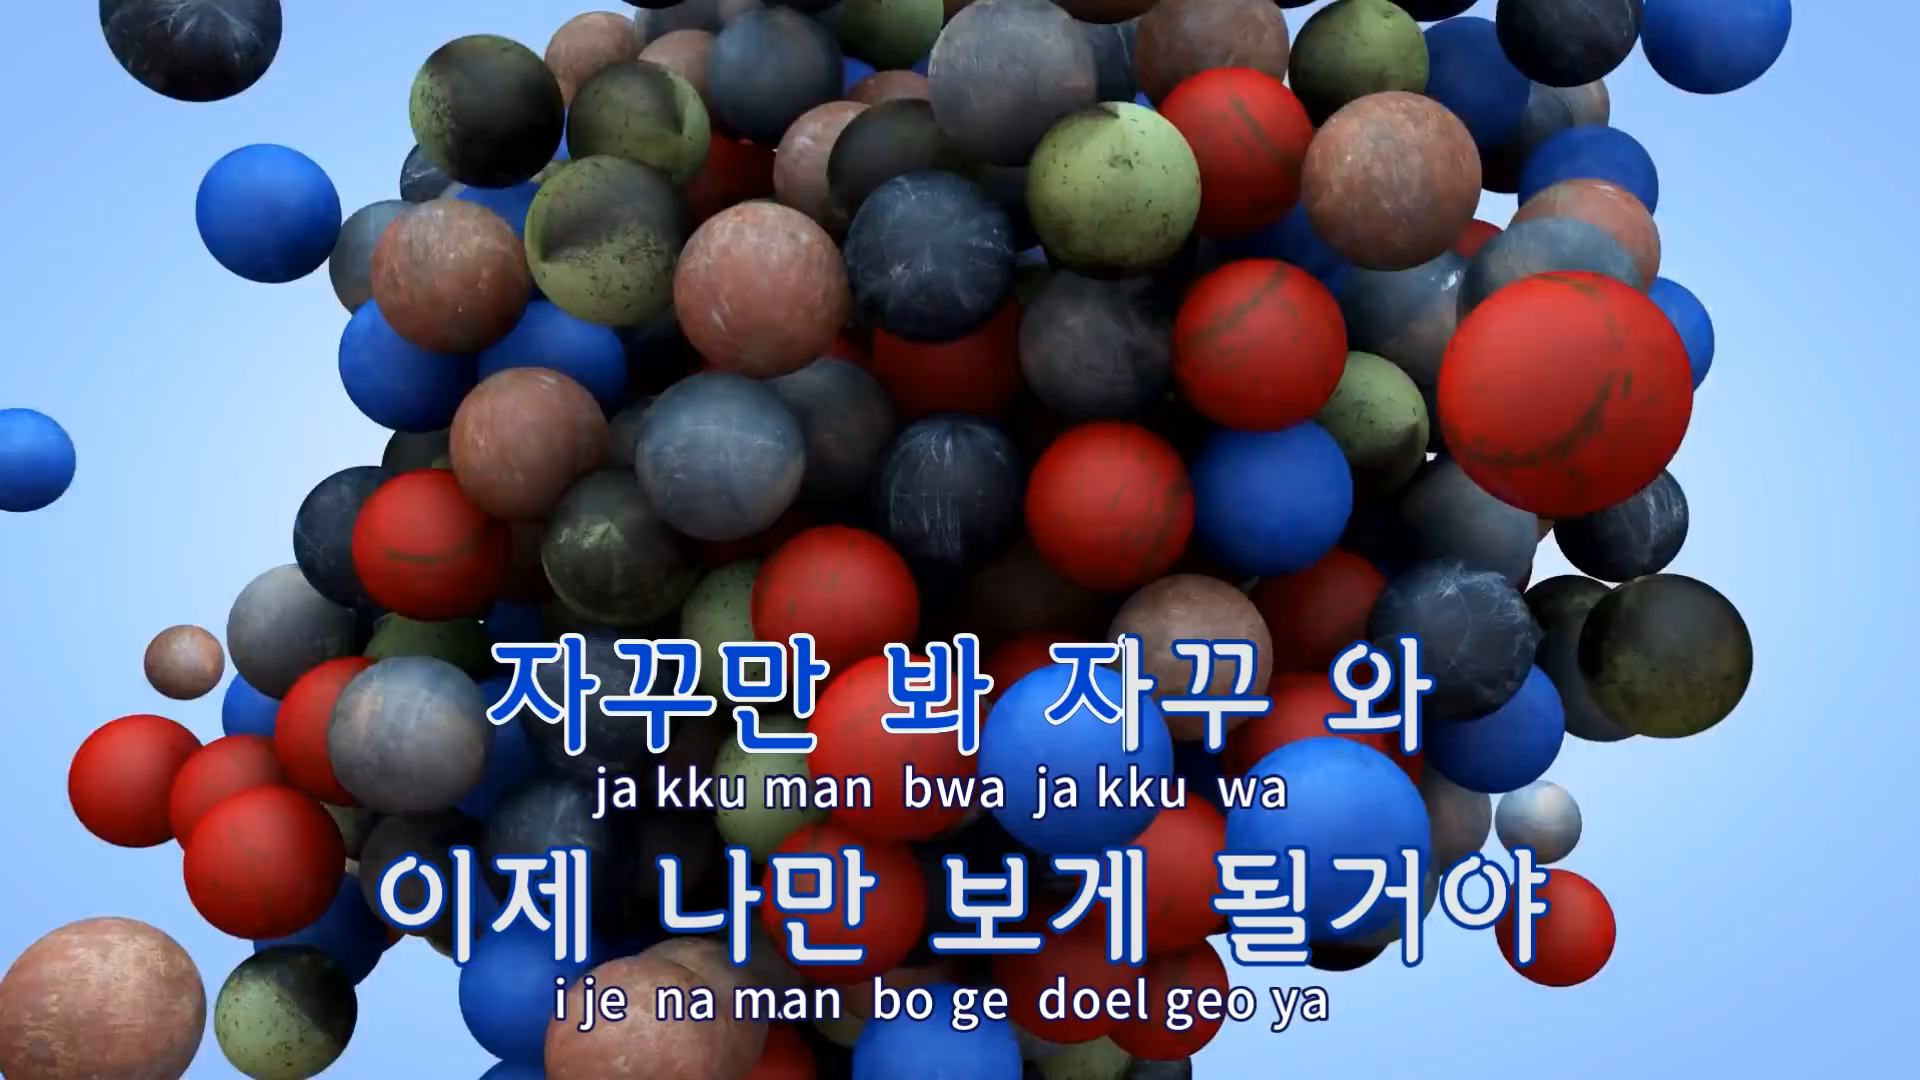 자꾸만 봐 자꾸 와
ja kku man bwa ja kku wa
이제 나만 보게 될거야
i je na man bo ge doel geo ya